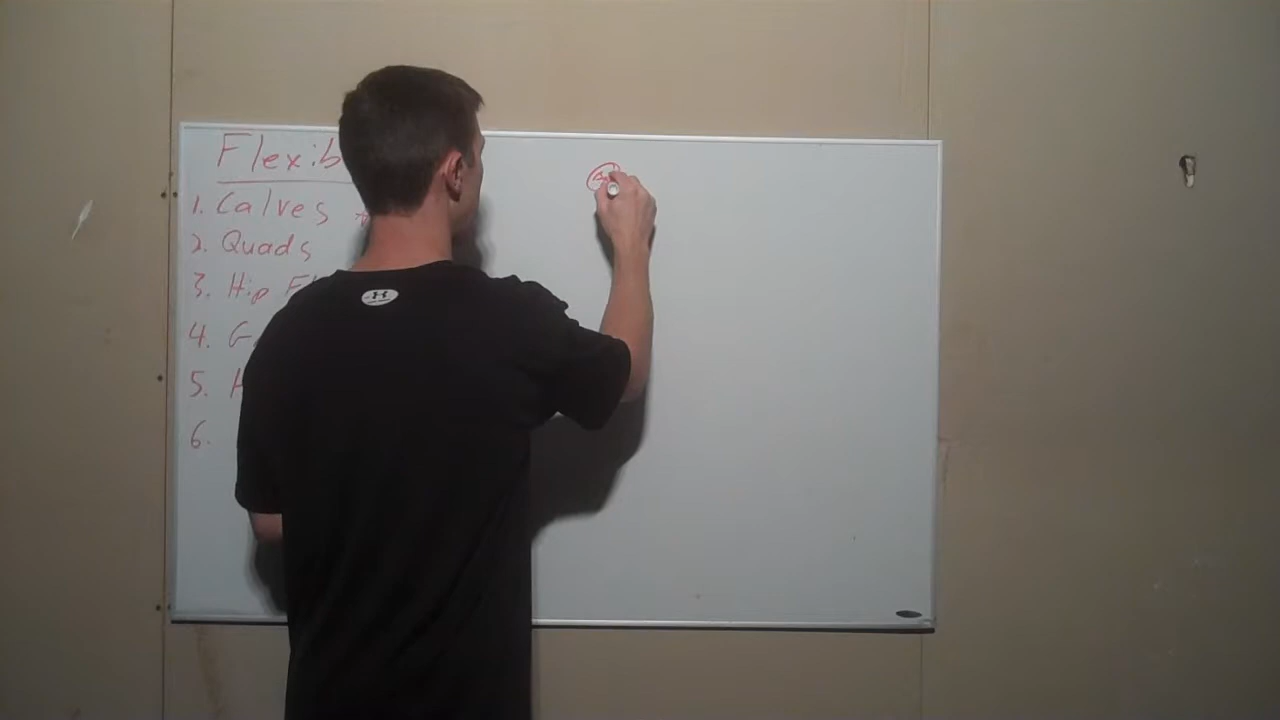 Flexib
1. Calves
2. Quads
3. Hip Fl
4. G
5. H
6.